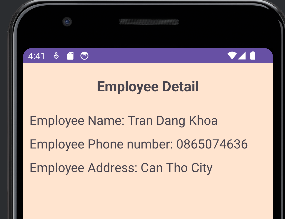 4:41
Employee Detail
Employee Name: Tran Dang Khoa
Employee Phone number: 0865074636
Employee Address: Can Tho City